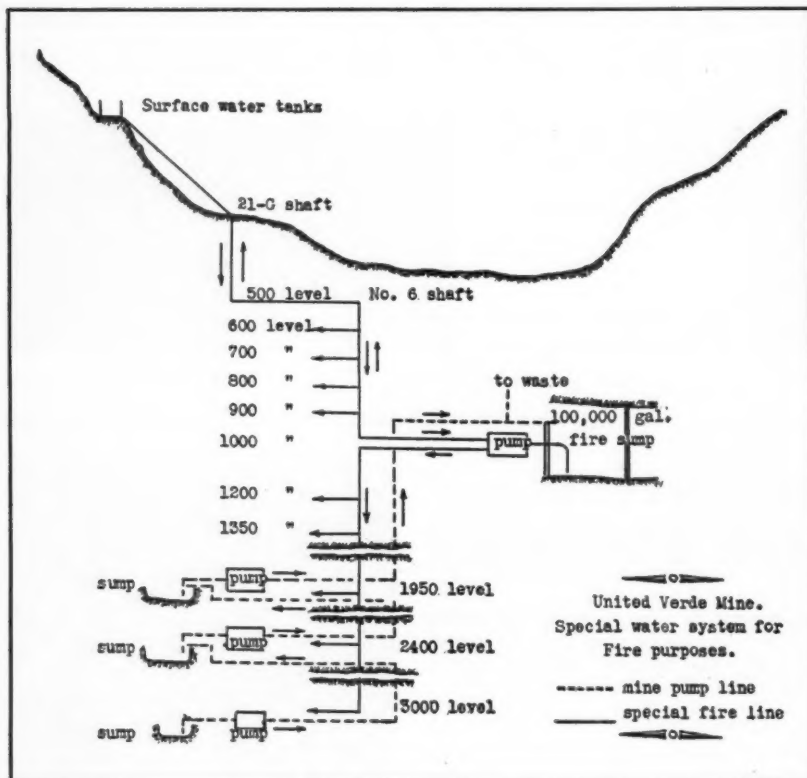 Surface water tanks
21-G shaft
500 level
No. 6 shaft
600 level
700 "
800 "
900 "
to waste
100,000 gal.
1000 "
pump
fire sump
1200 "
1350 "
sump
pump
1950 level
United Verde Mine.
Special water system for
Fire purposes.
sump
pump
2400 level
mine pump line
special fire line
3000 level
sump
pump